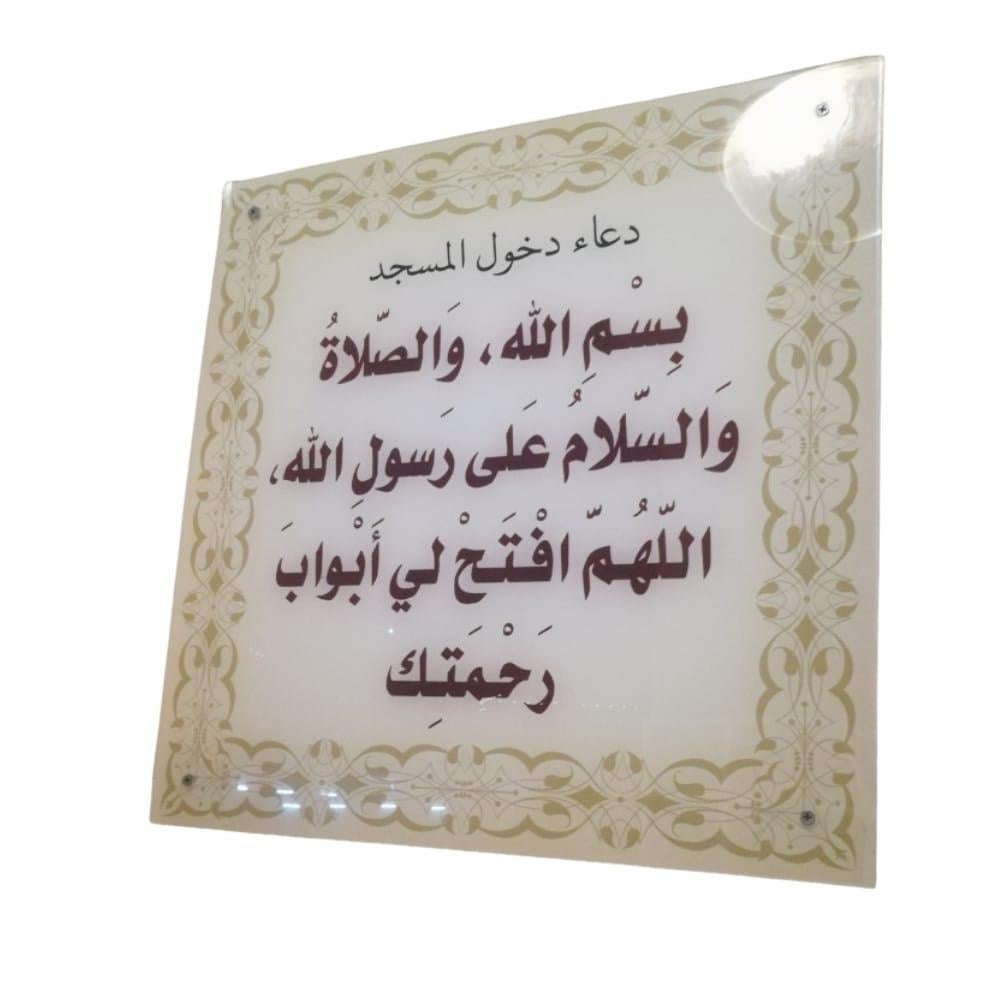 دعاء دخول المسجد
بِسْمِ الله، وَالصّلاةُ
وَالسّلامُ عَلى رَسولِ الله،
اللّهُمّ افْتَحْ لي أَبْوابَ
رَحْمَتِك